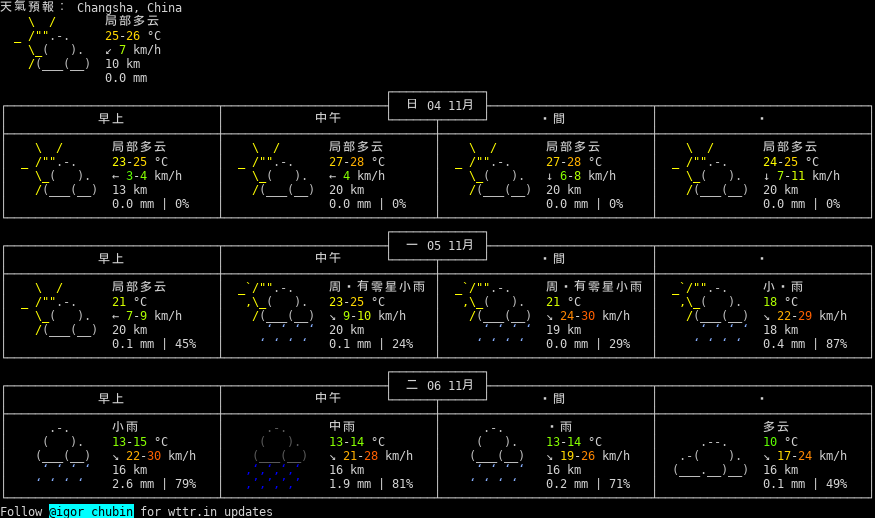 天氣預報： Changsha, China
局部多云
25-26 °C
↙ 7 km/h
10 km
0.0 mm
日 04 11月
早上 中午 ・間 ・
局部多云 局部多云 局部多云 局部多云
23-25 °C 27-28 °C 27-28 °C 24-25 °C
← 3-4 km/h ← 4 km/h ↓ 6-8 km/h ↓ 7-11 km/h
13 km 20 km 20 km 20 km
0.0 mm | 0% 0.0 mm | 0% 0.0 mm | 0% 0.0 mm | 0%
一 05 11月
早上 中午 ・間 ・
局部多云 周・有零星小雨 周・有零星小雨 小・雨
21 °C 23-25 °C 21 °C 18 °C
← 7-9 km/h ↘ 9-10 km/h ↘ 24-30 km/h ↘ 22-29 km/h
20 km 20 km 19 km 18 km
0.1 mm | 45% 0.1 mm | 24% 0.0 mm | 29% 0.4 mm | 87%
二 06 11月
早上 中午 ・間 ・
小雨 中雨 ・雨 多云
13-15 °C 13-14 °C 13-14 °C 10 °C
↘ 22-30 km/h ↘ 21-28 km/h ↘ 19-26 km/h ↘ 17-24 km/h
16 km 16 km 16 km 16 km
2.6 mm | 79% 1.9 mm | 81% 0.2 mm | 71% 0.1 mm | 49%
Follow @igor_chubin for wttr.in updates